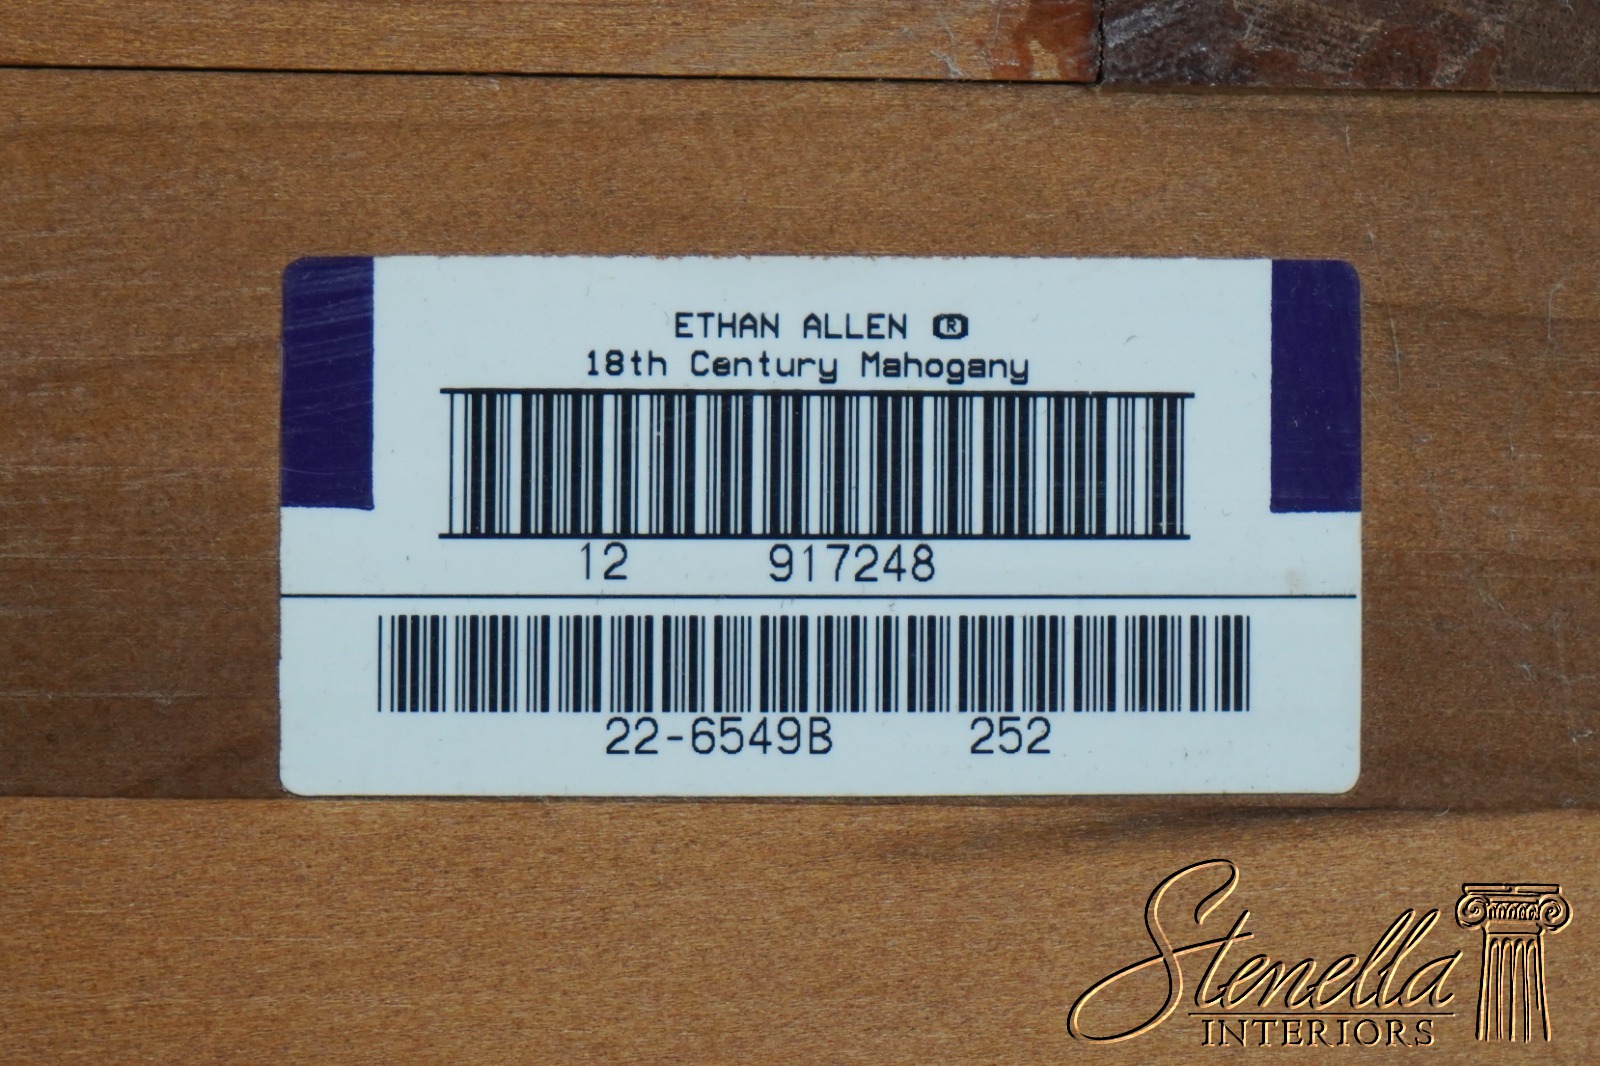 ETHAN ALLEN ®
18th Century Mahogany
12 917248
22-6549B 252
Stenella
INTERIORS